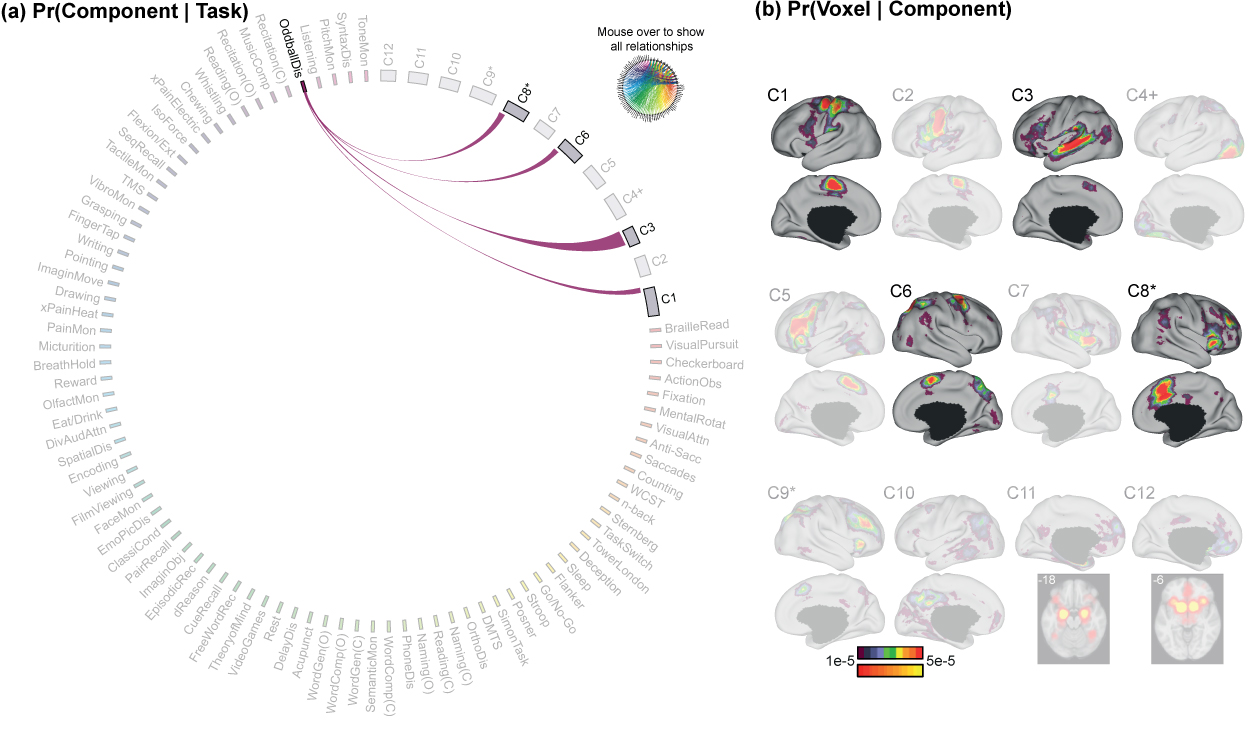 (a) Pr(Component | Task)
(b) Pr(Voxel | Component)
Mouse over to show
all relationships
C12
C11
C10
C9*
C8*
C7
C6
C5
C4+
C3
C2
C1
BrailleRead
VisualPursuit
Checkerboard
ActionObs
Fixation
MentalRotat
VisualAttn
Anti-Sacc
Saccades
Counting
WCST
n-back
Sternberg
TaskSwitch
TowerLondon
Deception
Sleep
Flanker
Go/No-Go
Stroop
Posner
SimonTask
DMTS
OrthoDis
Naming(C)
Reading(C)
Naming(O)
PhoneDis
WordComp(C)
SemanticMon
WordGen(C)
WordComp(O)
WordGen(O)
Acupunct
DelayDis
Rest
VideoGames
TheoryofMind
FreeWordRec
CueRecall
dReason
EpisodicRec
ImaginObj
PairRecall
ClassiCond
EmoPicDis
FaceMon
FilmViewing
Viewing
Encoding
SpatialDis
DivAudAttn
Eat/Drink
OlfactMon
Reward
BreathHold
Micturition
PainMon
xPainHeat
Drawing
ImaginMove
Pointing
Writing
FingerTap
Grasping
VibroMon
TMS
TactileMon
SeqRecall
Flexion/Ext
IsoForce
xPainElectric
Chewing
Whistling
Reading(O)
Recitation(O)
MusicComp
Recitation(C)
OddballDis
Listening
PitchMon
SyntaxDis
ToneMon
C1
C2
C3
C4+
C5
C6
C7
C8*
C9*
C10
C11
C12
-18
-6
1e-5
5e-5